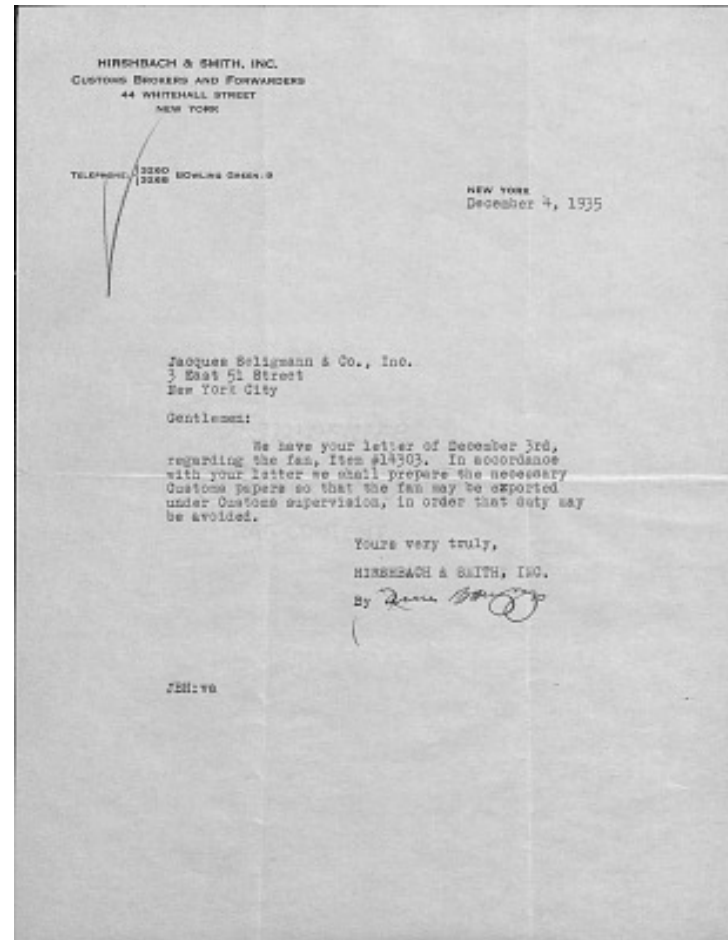 HIRSHBACH & SMITH, INC.
CUSTOMS BROKERS AND FORWARDERS
44 WHITEHALL STREET
NEW YORK
TELEPHONE: 3260 BOWLING GREEN: 9
3268
NEW YORK
December 4, 1935
Jacques Seligmann & Co., Inc.
3 East 51 Street
New York City
Gentlemen:
We have your letter of December 3rd,
regarding the fan, Item #14303. In accordance
with your letter we shall prepare the necessary
Customs papers so that the fan may be exported
under Customs supervision, in order that duty may
be avoided.
Yours very truly,
HIRSHBACH & SMITH, INC.
By
JBH:va